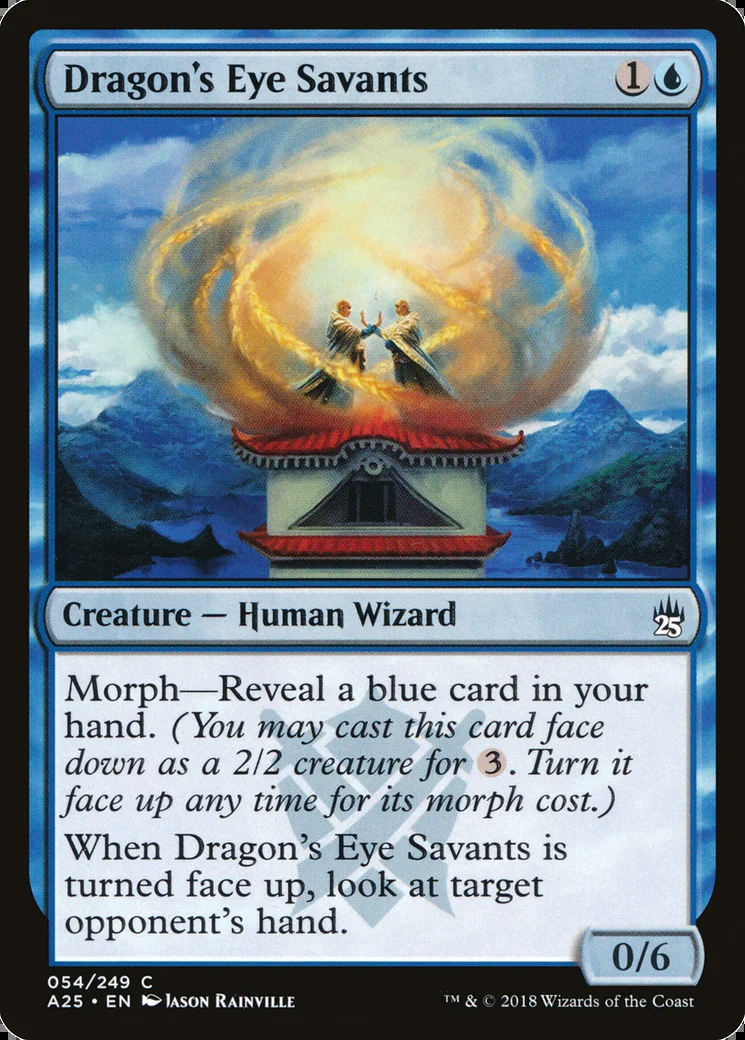 Dragon's Eye Savants 1
Creature — Human Wizard
25
Morph—Reveal a blue card in your
hand. (You may cast this card face
down as a 2/2 creature for 3. Turn it
face up any time for its morph cost.)
When Dragon's Eye Savants is
turned face up, look at target
opponent's hand.
0/6
054/249 C
A25 • EN Jason Rainville
™ & © 2018 Wizards of the Coast